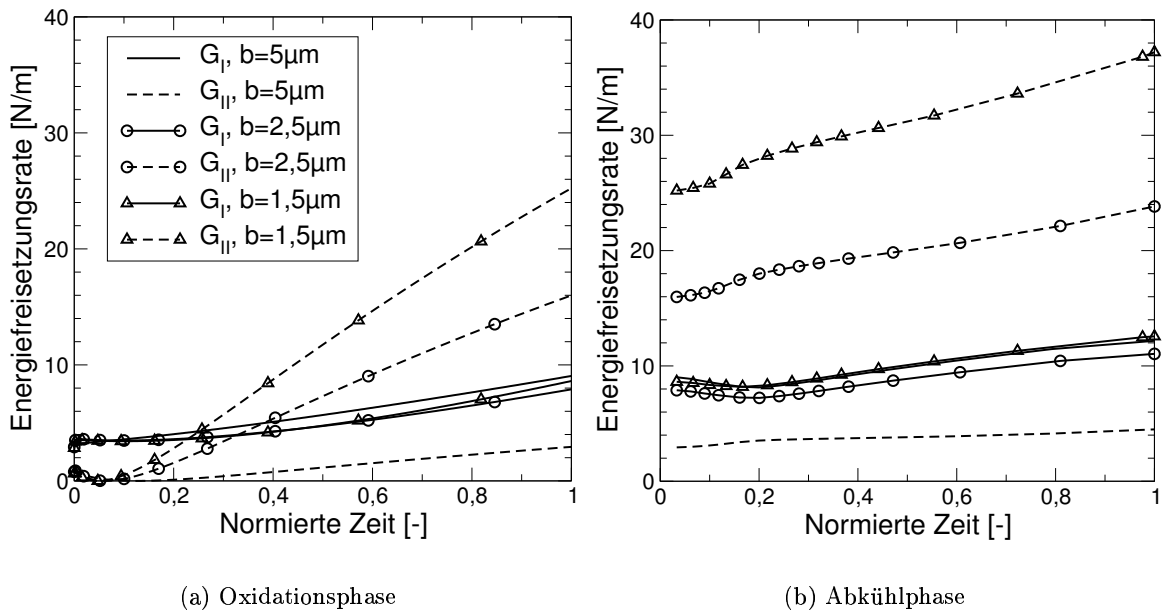 Energiefreisetzungsrate [N/m]
40
30
20
10
0
G_I, b=5µm
G_II, b=5µm
G_I, b=2,5µm
G_II, b=2,5µm
G_I, b=1,5µm
G_II, b=1,5µm
0 0,2 0,4 0,6 0,8 1
Normierte Zeit [-]
(a) Oxidationsphase
Energiefreisetzungsrate [N/m]
40
30
20
10
0
0 0,2 0,4 0,6 0,8 1
Normierte Zeit [-]
(b) Abkühlphase